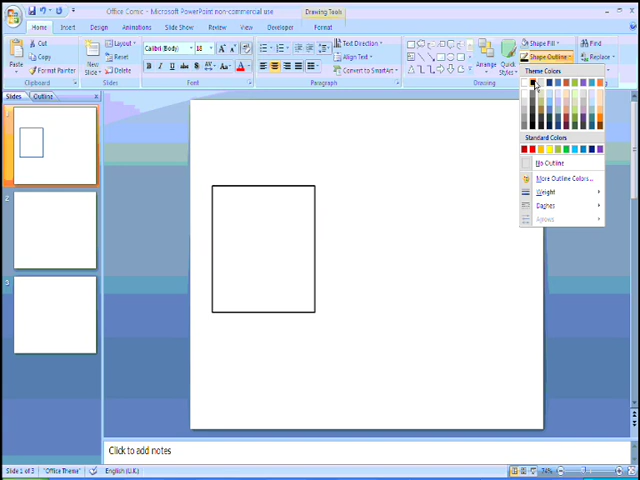 Office Comic - Microsoft PowerPoint non-commercial use
Drawing Tools
Home
Insert
Design
Animations
Slide Show
Review
View
Developer
Format
Paste
Cut
Copy
Format Painter
Clipboard
New
Slide
Layout
Reset
Delete
Slides
Calibri (Body)
18
B I U S
Font
Paragraph
Text Direction
Align Text
Convert to SmartArt
Arrange
Quick
Styles
Drawing
Shape Fill
Shape Outline
Find
Replace
Theme Colors
Standard Colors
No Outline
More Outline Colors...
Weight
Dashes
Arrows
Slides
Outline
2
3
Click to add notes
Slide 1 of 3
"Office Theme"
English (U.K.)
74%